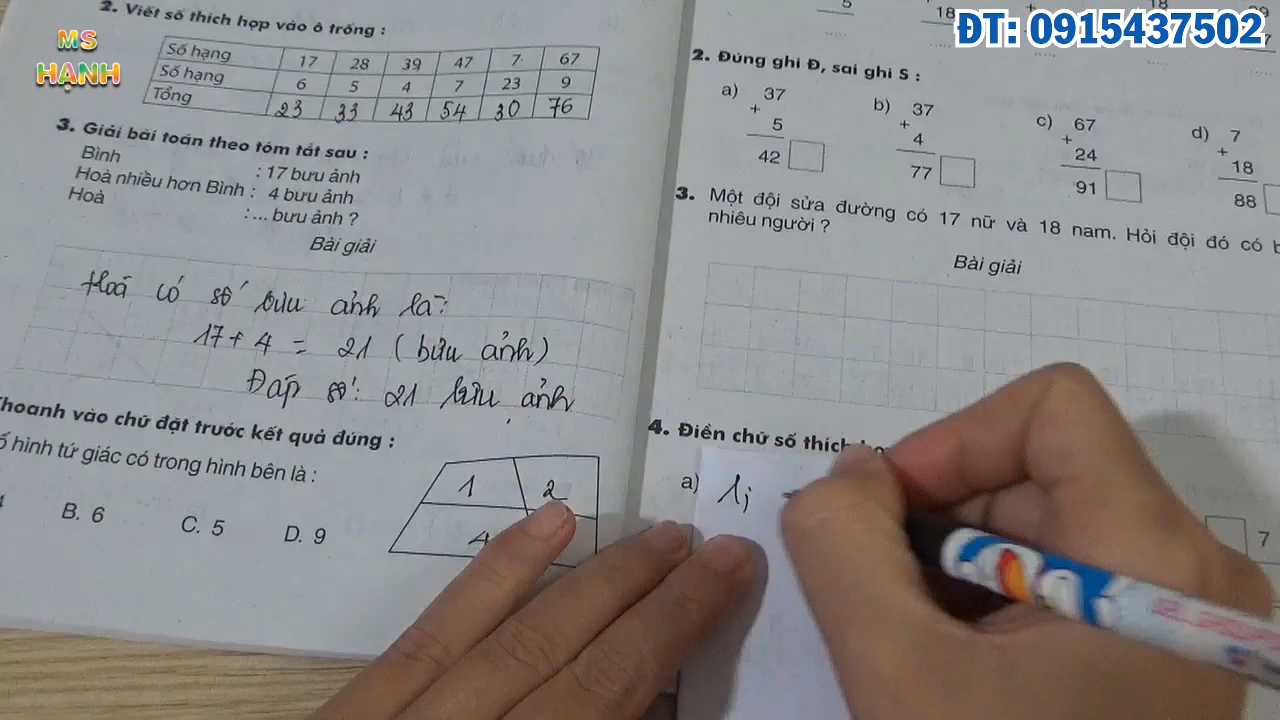 MS
HẠNH
ĐT: 0915437502
2. Viết số thích hợp vào ô trống :
Số hạng 17 28 39 47 7 67
Số hạng 6 5 4 7 23 9
Tổng 23 33 43 54 30 76
3. Giải bài toán theo tóm tắt sau :
Bình : 17 bưu ảnh
Hoà nhiều hơn Bình : 4 bưu ảnh
Hoà : ... bưu ảnh ?
Bài giải
Hoà có số bưu ảnh là:
17 + 4 = 21 ( bưu ảnh )
Đáp số: 21 bưu ảnh
hoanh vào chữ đặt trước kết quả đúng :
ố hình tứ giác có trong hình bên là :
B. 6 C. 5 D. 9
1 2
4
5 18 18
2. Đúng ghi Đ, sai ghi S :
a) 37 b) 37 c) 67 d) 7
+ + + +
5 4 24 18
42 77 91 88
3. Một đội sửa đường có 17 nữ và 18 nam. Hỏi đội đó có b
nhiêu người ?
Bài giải
4. Điền chữ số thích
a) 7
1;